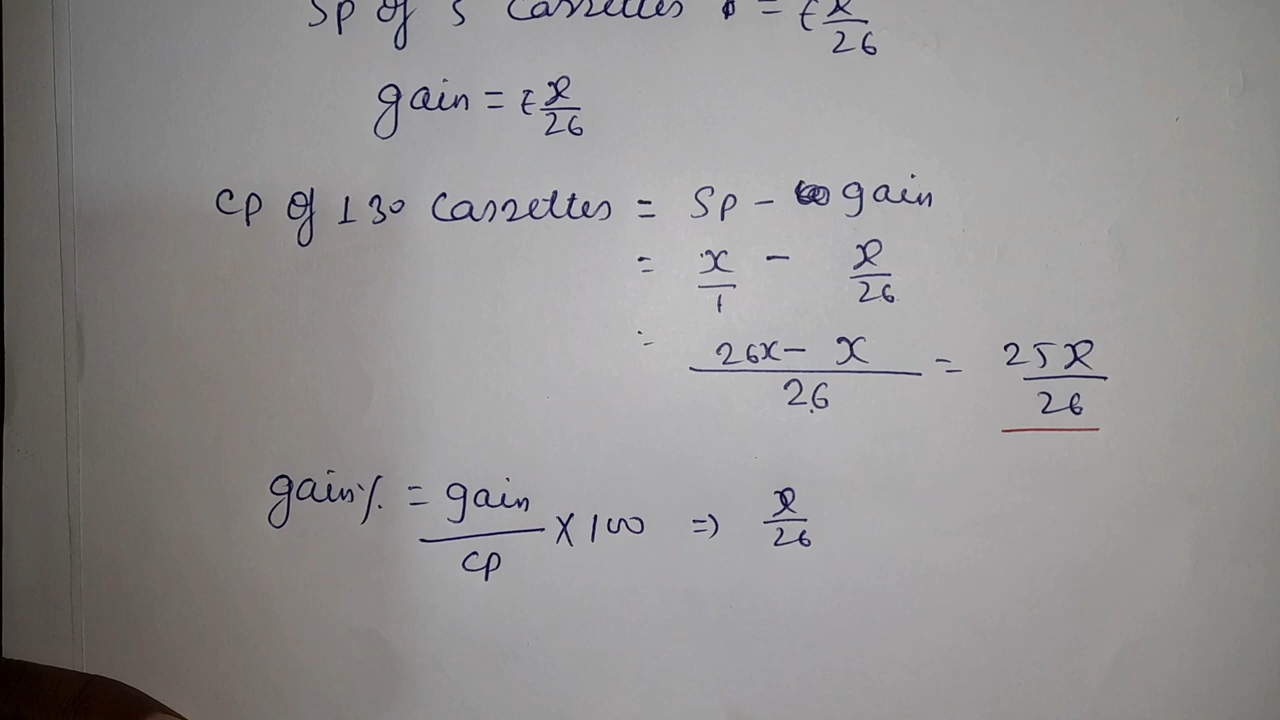 Sp of 5 Cassettes = ₹ x/26
gain = ₹ x/26
Cp of 130 Cassettes = Sp - gain
= x/1 - x/26
= 26x - x / 26 = 25x/26
gain% = gain/Cp × 100 ⇒ x/26